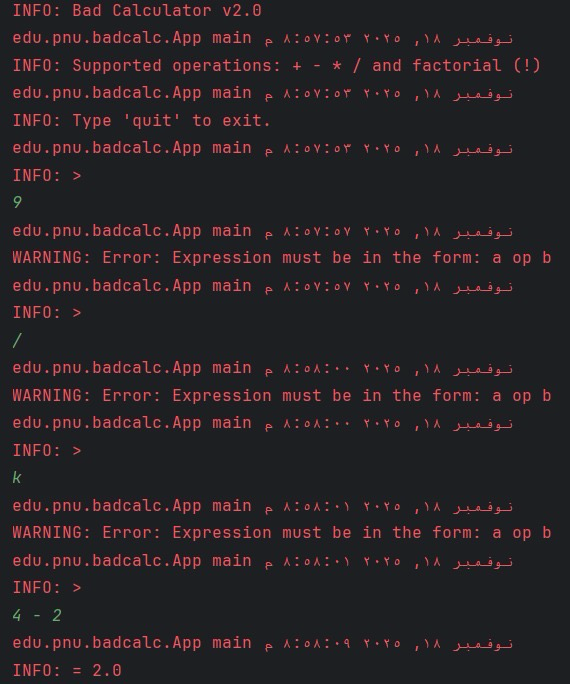 INFO: Bad Calculator v2.0
edu.pnu.badcalc.App main نوفمبر ١٨, ٢٠٢٥ ٨:٥٧:٥٣ م
INFO: Supported operations: + - * / and factorial (!)
edu.pnu.badcalc.App main نوفمبر ١٨, ٢٠٢٥ ٨:٥٧:٥٣ م
INFO: Type 'quit' to exit.
edu.pnu.badcalc.App main نوفمبر ١٨, ٢٠٢٥ ٨:٥٧:٥٣ م
INFO: >
9
edu.pnu.badcalc.App main نوفمبر ١٨, ٢٠٢٥ ٨:٥٧:٥٧ م
WARNING: Error: Expression must be in the form: a op b
edu.pnu.badcalc.App main نوفمبر ١٨, ٢٠٢٥ ٨:٥٧:٥٧ م
INFO: >
/
edu.pnu.badcalc.App main نوفمبر ١٨, ٢٠٢٥ ٨:٥٨:٠٠ م
WARNING: Error: Expression must be in the form: a op b
edu.pnu.badcalc.App main نوفمبر ١٨, ٢٠٢٥ ٨:٥٨:٠٠ م
INFO: >
k
edu.pnu.badcalc.App main نوفمبر ١٨, ٢٠٢٥ ٨:٥٨:٠١ م
WARNING: Error: Expression must be in the form: a op b
edu.pnu.badcalc.App main نوفمبر ١٨, ٢٠٢٥ ٨:٥٨:٠١ م
INFO: >
4 - 2
edu.pnu.badcalc.App main نوفمبر ١٨, ٢٠٢٥ ٨:٥٨:٠٩ م
INFO: = 2.0